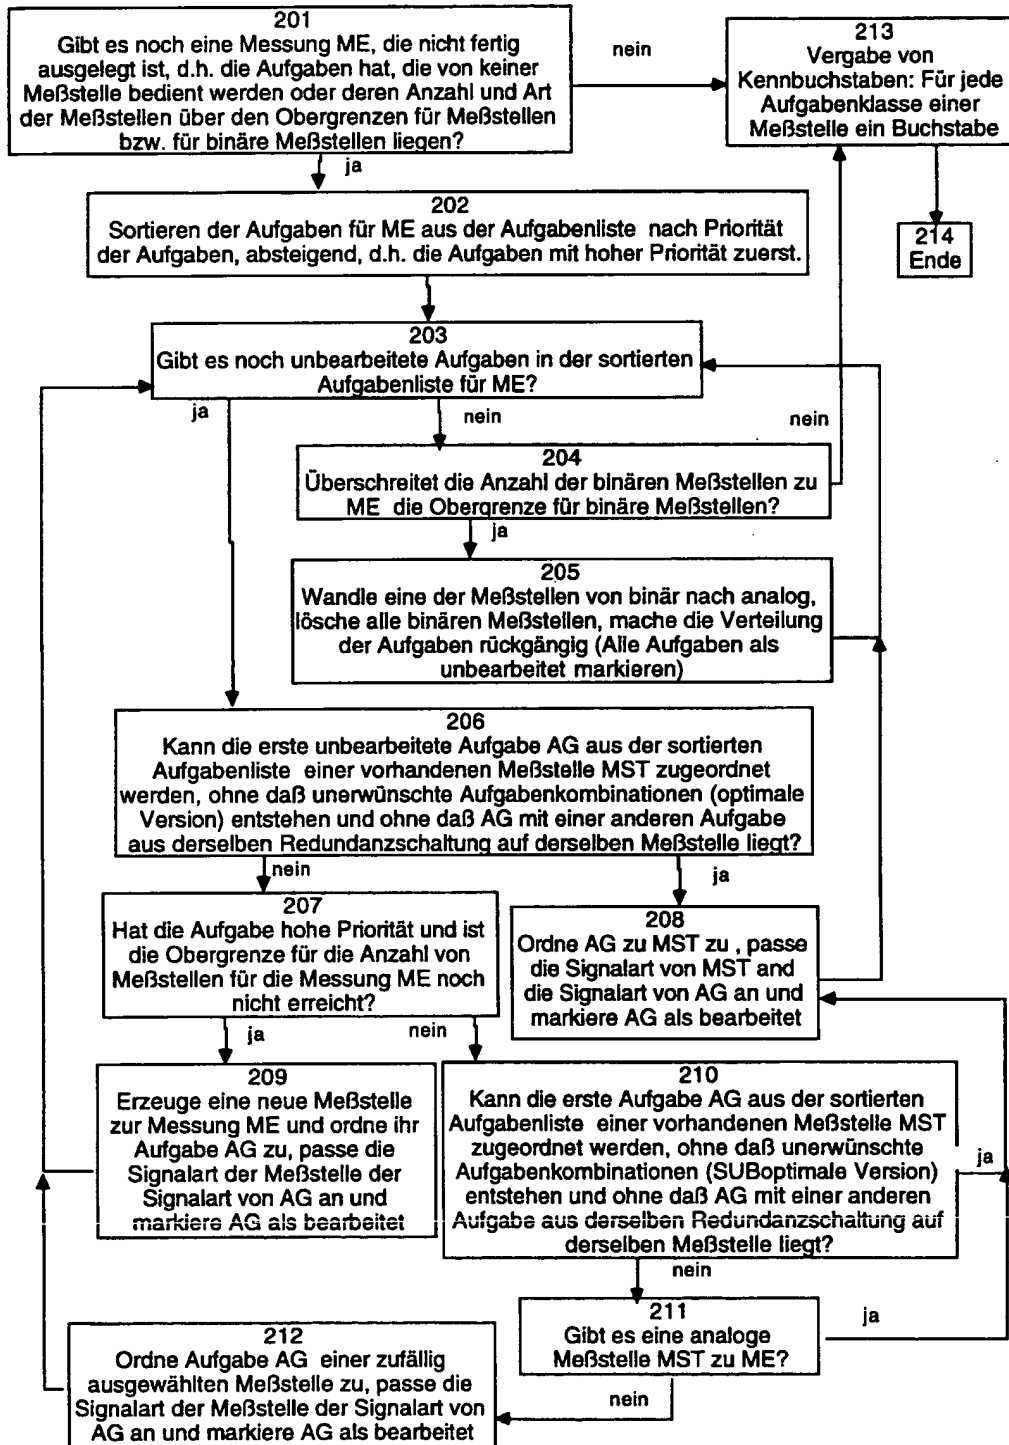 201
Gibt es noch eine Messung ME, die nicht fertig
ausgelegt ist, d.h. die Aufgaben hat, die von keiner
Meßstelle bedient werden oder deren Anzahl und Art
der Meßstellen über den Obergrenzen für Meßstellen
bzw. für binäre Meßstellen liegen?
nein
213
Vergabe von
Kennbuchstaben: Für jede
Aufgabenklasse einer
Meßstelle ein Buchstabe
ja
202
Sortieren der Aufgaben für ME aus der Aufgabenliste nach Priorität
der Aufgaben, absteigend, d.h. die Aufgaben mit hoher Priorität zuerst.
214
Ende
203
Gibt es noch unbearbeitete Aufgaben in der sortierten
Aufgabenliste für ME?
ja
nein
nein
204
Überschreitet die Anzahl der binären Meßstellen zu
ME die Obergrenze für binäre Meßstellen?
ja
205
Wandle eine der Meßstellen von binär nach analog,
lösche alle binären Meßstellen, mache die Verteilung
der Aufgaben rückgängig (Alle Aufgaben als
unbearbeitet markieren)
206
Kann die erste unbearbeitete Aufgabe AG aus der sortierten
Aufgabenliste einer vorhandenen Meßstelle MST zugeordnet
werden, ohne daß unerwünschte Aufgabenkombinationen (optimale
Version) entstehen und ohne daß AG mit einer anderen Aufgabe
aus derselben Redundanzschaltung auf derselben Meßstelle liegt?
nein
ja
207
Hat die Aufgabe hohe Priorität und ist
die Obergrenze für die Anzahl von
Meßstellen für die Messung ME noch
nicht erreicht?
208
Ordne AG zu MST zu , passe
die Signalart von MST and
die Signalart von AG an und
markiere AG als bearbeitet
ja
nein
209
Erzeuge eine neue Meßstelle
zur Messung ME und ordne ihr
Aufgabe AG zu, passe die
Signalart der Meßstelle der
Signalart von AG an und
markiere AG als bearbeitet
210
Kann die erste Aufgabe AG aus der sortierten
Aufgabenliste einer vorhandenen Meßstelle MST
zugeordnet werden, ohne daß unerwünschte
Aufgabenkombinationen (SUBoptimale Version)
entstehen und ohne daß AG mit einer anderen
Aufgabe aus derselben Redundanzschaltung auf
derselben Meßstelle liegt?
ja
nein
211
Gibt es eine analoge
Meßstelle MST zu ME?
ja
nein
212
Ordne Aufgabe AG einer zufällig
ausgewählten Meßstelle zu, passe die
Signalart der Meßstelle der Signalart von
AG an und markiere AG als bearbeitet